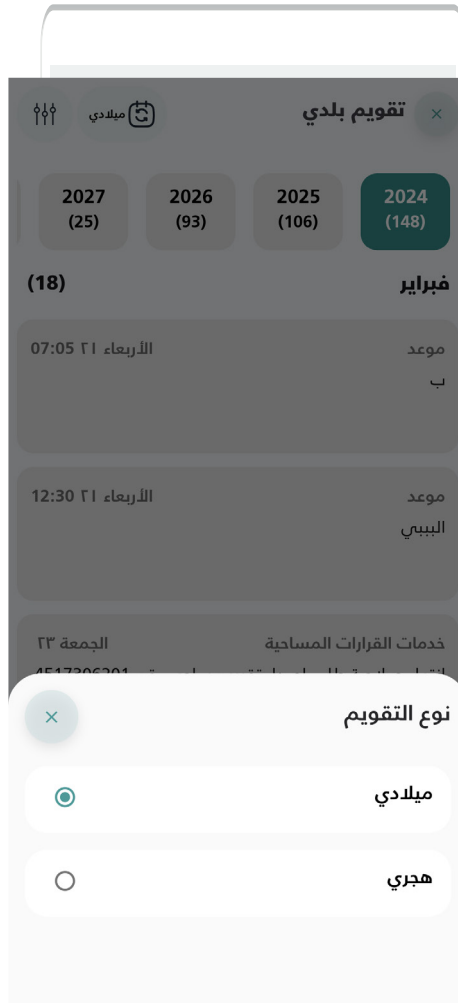 تقويم بلدي
ميلادي
2024
(148)
2025
(106)
2026
(93)
2027
(25)
فبراير
(18)
موعد
الأربعاء ٢١ 07:05
ب
موعد
الأربعاء ٢١ 12:30
البببي
خدمات القرارات المساحية
الجمعة ٢٣
4517306201
نوع التقويم
ميلادي
هجري